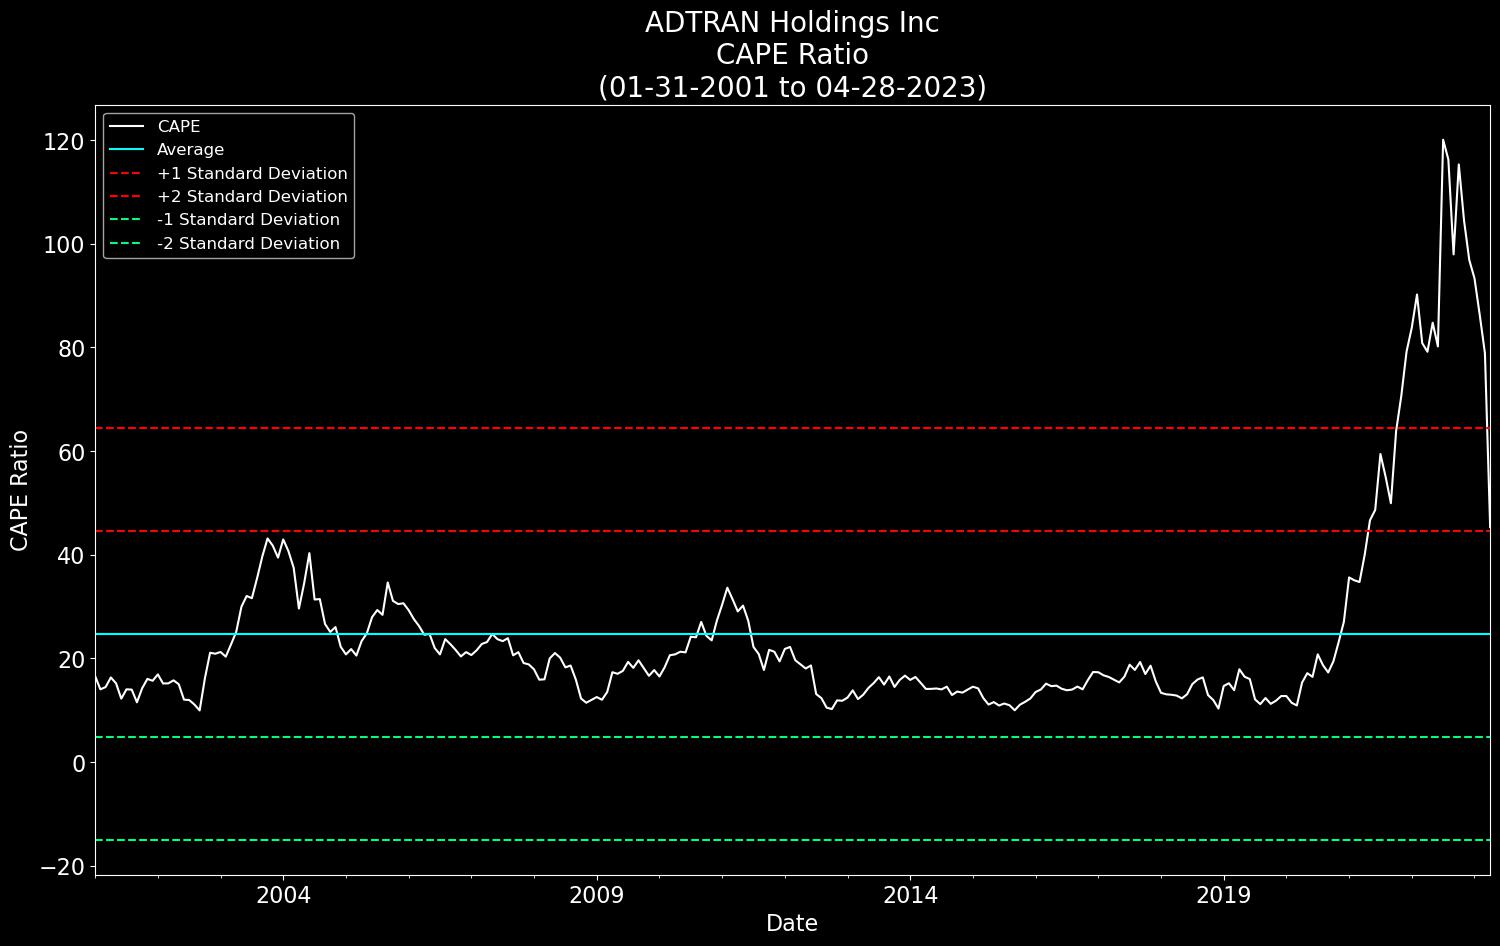 ADTRAN Holdings Inc
CAPE Ratio
(01-31-2001 to 04-28-2023)
CAPE
Average
+1 Standard Deviation
+2 Standard Deviation
-1 Standard Deviation
-2 Standard Deviation
CAPE Ratio
120
100
80
60
40
20
0
−20
2004
2009
2014
2019
Date